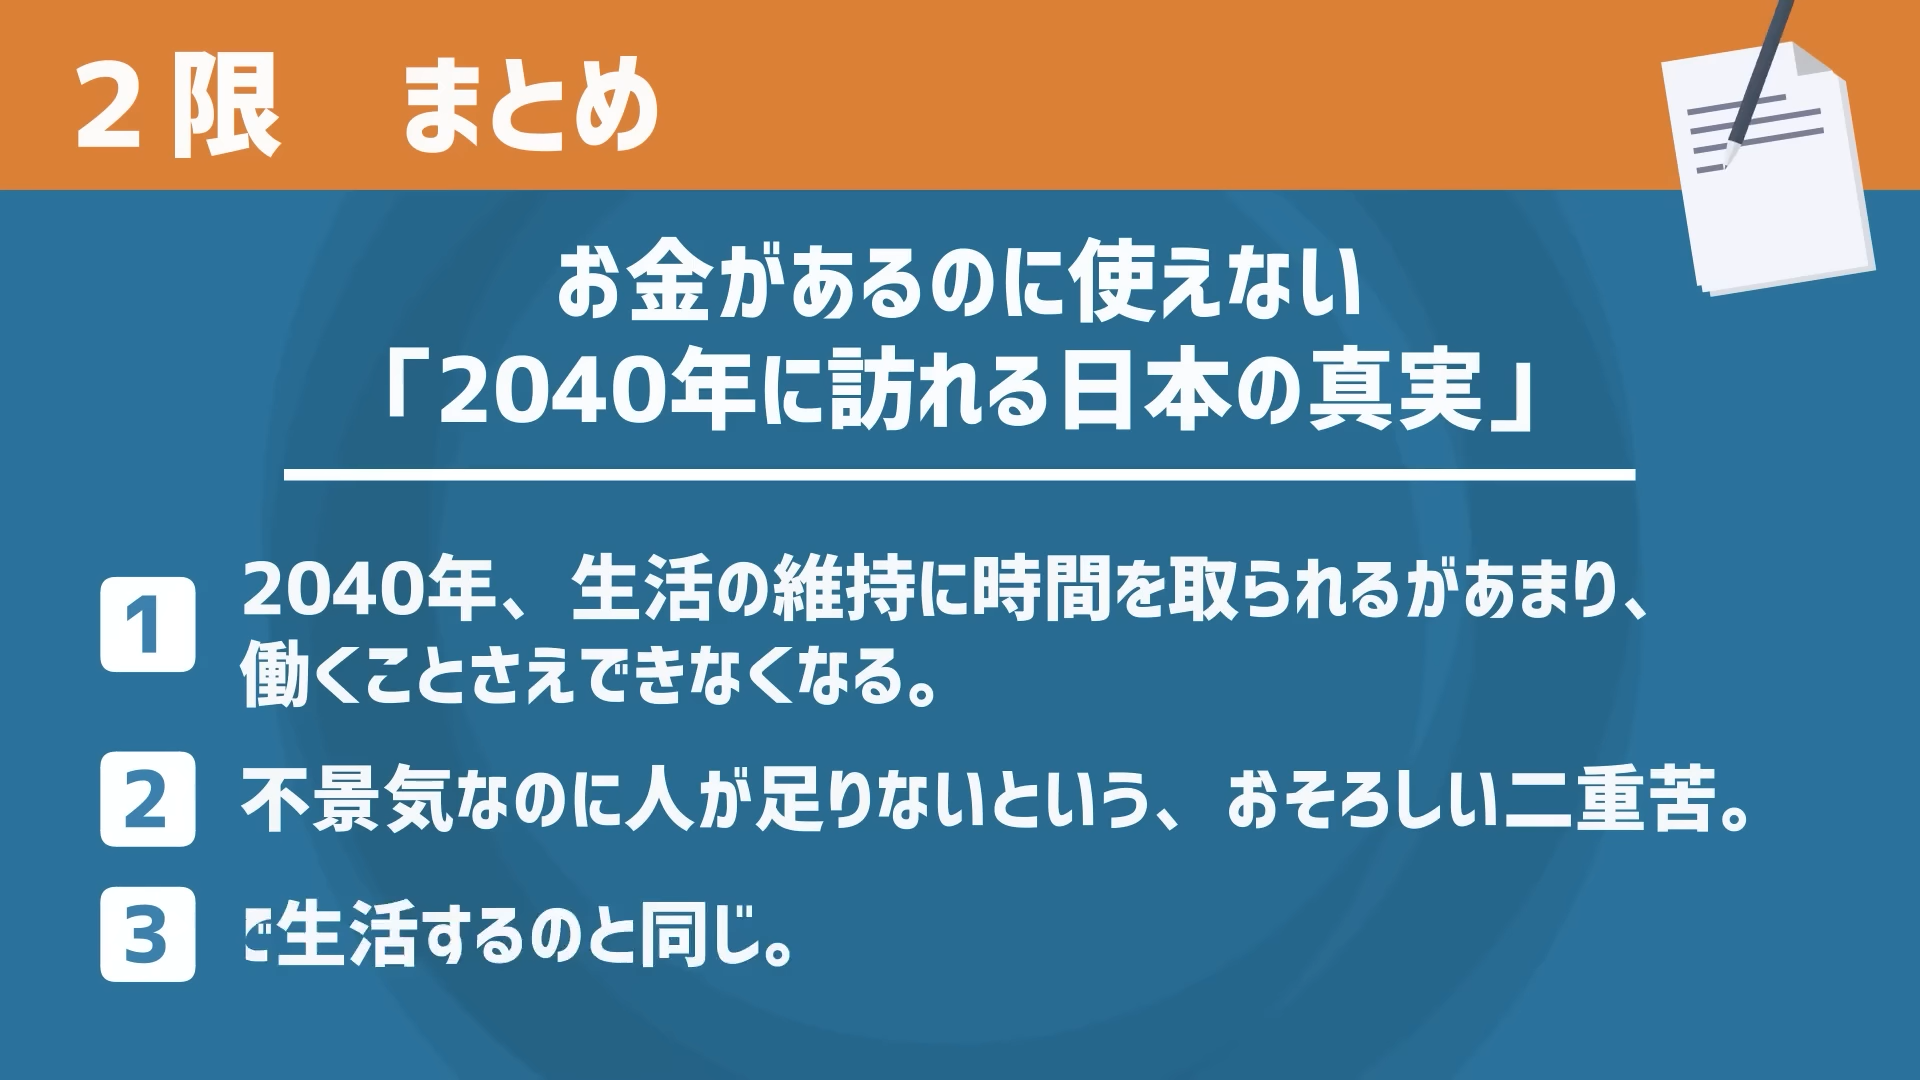 ２限　まとめ
お金があるのに使えない
「2040年に訪れる日本の真実」
1
2040年、生活の維持に時間を取られるがあまり、
働くことさえできなくなる。
2
不景気なのに人が足りないという、おそろしい二重苦。
3
で生活するのと同じ。